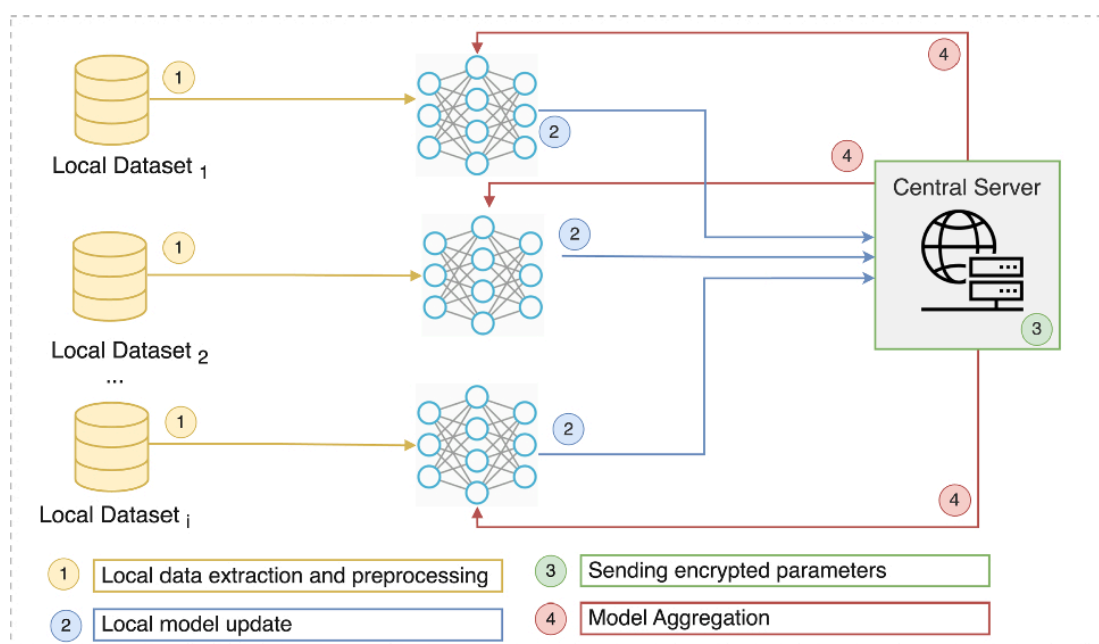 4
1
2
Local Dataset 1
4
Central Server
1
2
3
Local Dataset 2
...
1
2
4
Local Dataset i
1 Local data extraction and preprocessing
3 Sending encrypted parameters
2 Local model update
4 Model Aggregation